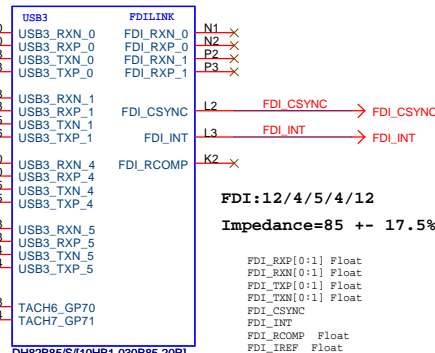 USB3 FDILINK
USB3_RXN_0 FDI_RXN_0 N1
USB3_RXP_0 FDI_RXP_0 N2
USB3_TXN_0 FDI_RXN_1 P2
USB3_TXP_0 FDI_RXP_1 P3
USB3_RXN_1
USB3_RXP_1 FDI_CSYNC L2 FDI_CSYNC FDI_CSYNC
USB3_TXN_1
USB3_TXP_1 FDI_INT L3 FDI_INT FDI_INT
USB3_RXN_4 FDI_RCOMP K2
USB3_RXP_4
USB3_TXN_4
USB3_TXP_4
FDI:12/4/5/4/12
Impedance=85 +- 17.5%
USB3_RXN_5
USB3_RXP_5
USB3_TXN_5
USB3_TXP_5
TACH6_GP70
TACH7_GP71
FDI_RXP[0:1] Float
FDI_RXN[0:1] Float
FDI_TXP[0:1] Float
FDI_TXN[0:1] Float
FDI_CSYNC
FDI_INT
FDI_RCOMP Float
FDI_IREF Float